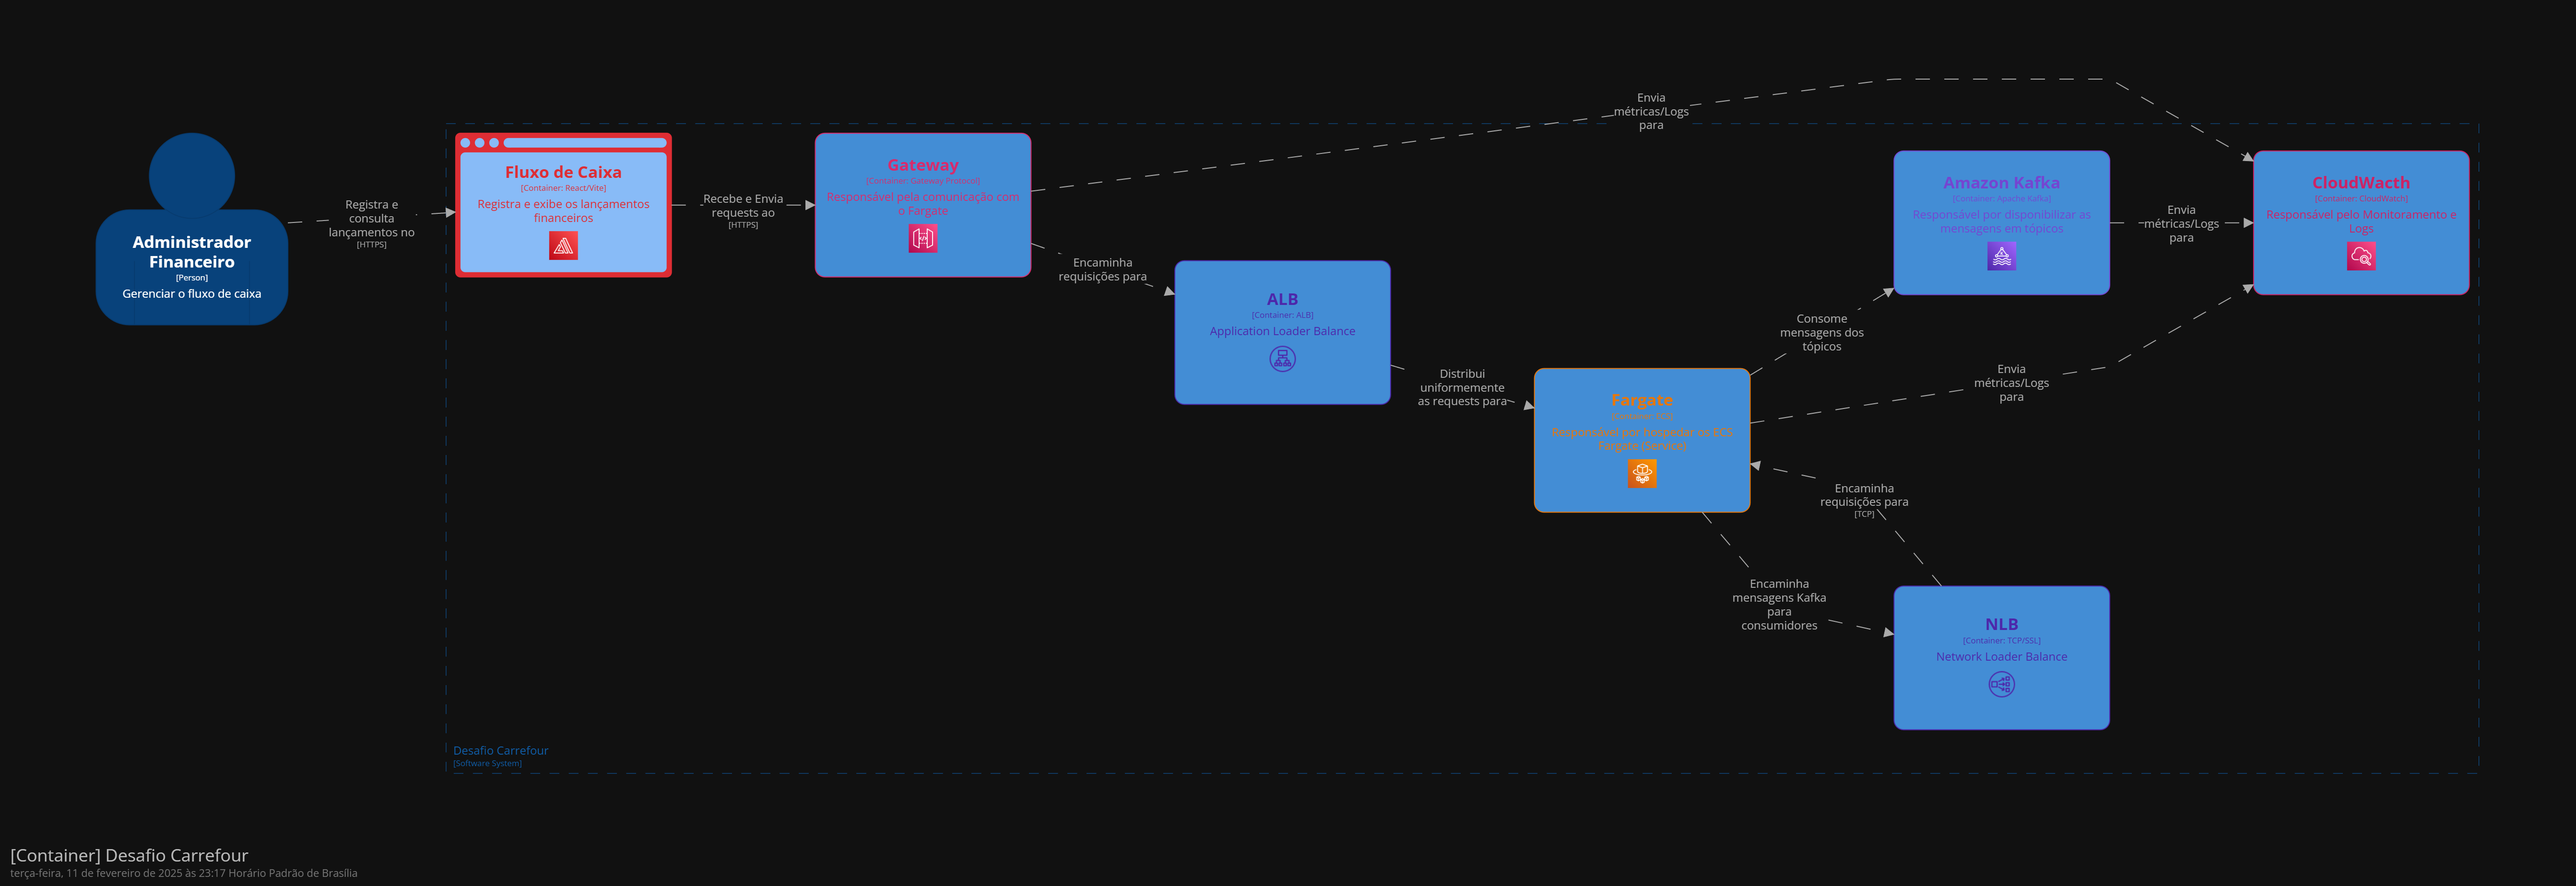 Administrador
Financeiro
[Person]
Gerenciar o fluxo de caixa
Registra e
consulta
lançamentos no
[HTTPS]
Fluxo de Caixa
[Container: React/Vite]
Registra e exibe os lançamentos
financeiros
Recebe e Envia
requests ao
[HTTPS]
Gateway
[Container: Gateway Protocol]
Responsável pela comunicação com
o Fargate
Envia
métricas/Logs
para
Encaminha
requisições para
ALB
[Container: ALB]
Application Loader Balance
Distribui
uniformemente
as requests para
Fargate
Responsável por hospedar os ECS
Fargate (Service)
Consome
mensagens dos
tópicos
Amazon Kafka
[Container: Apache Kafka]
Responsável por disponibilizar as
mensagens em tópicos
Envia
métricas/Logs
para
CloudWacth
[Container: CloudWatch]
Responsável pelo Monitoramento e
Logs
Envia
métricas/Logs
para
Encaminha
requisições para
[TCP]
Encaminha
mensagens Kafka
para
consumidores
NLB
[Container: TCP/SSL]
Network Loader Balance
Desafio Carrefour
[Software System]
[Container] Desafio Carrefour
terça-feira, 11 de fevereiro de 2025 às 23:17 Horário Padrão de Brasília